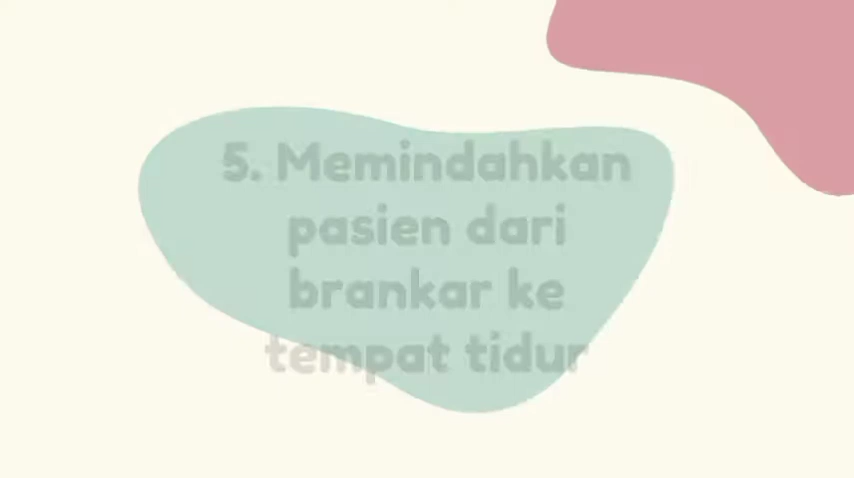 5. Memindahkan
pasien dari
brankar ke
tempat tidur